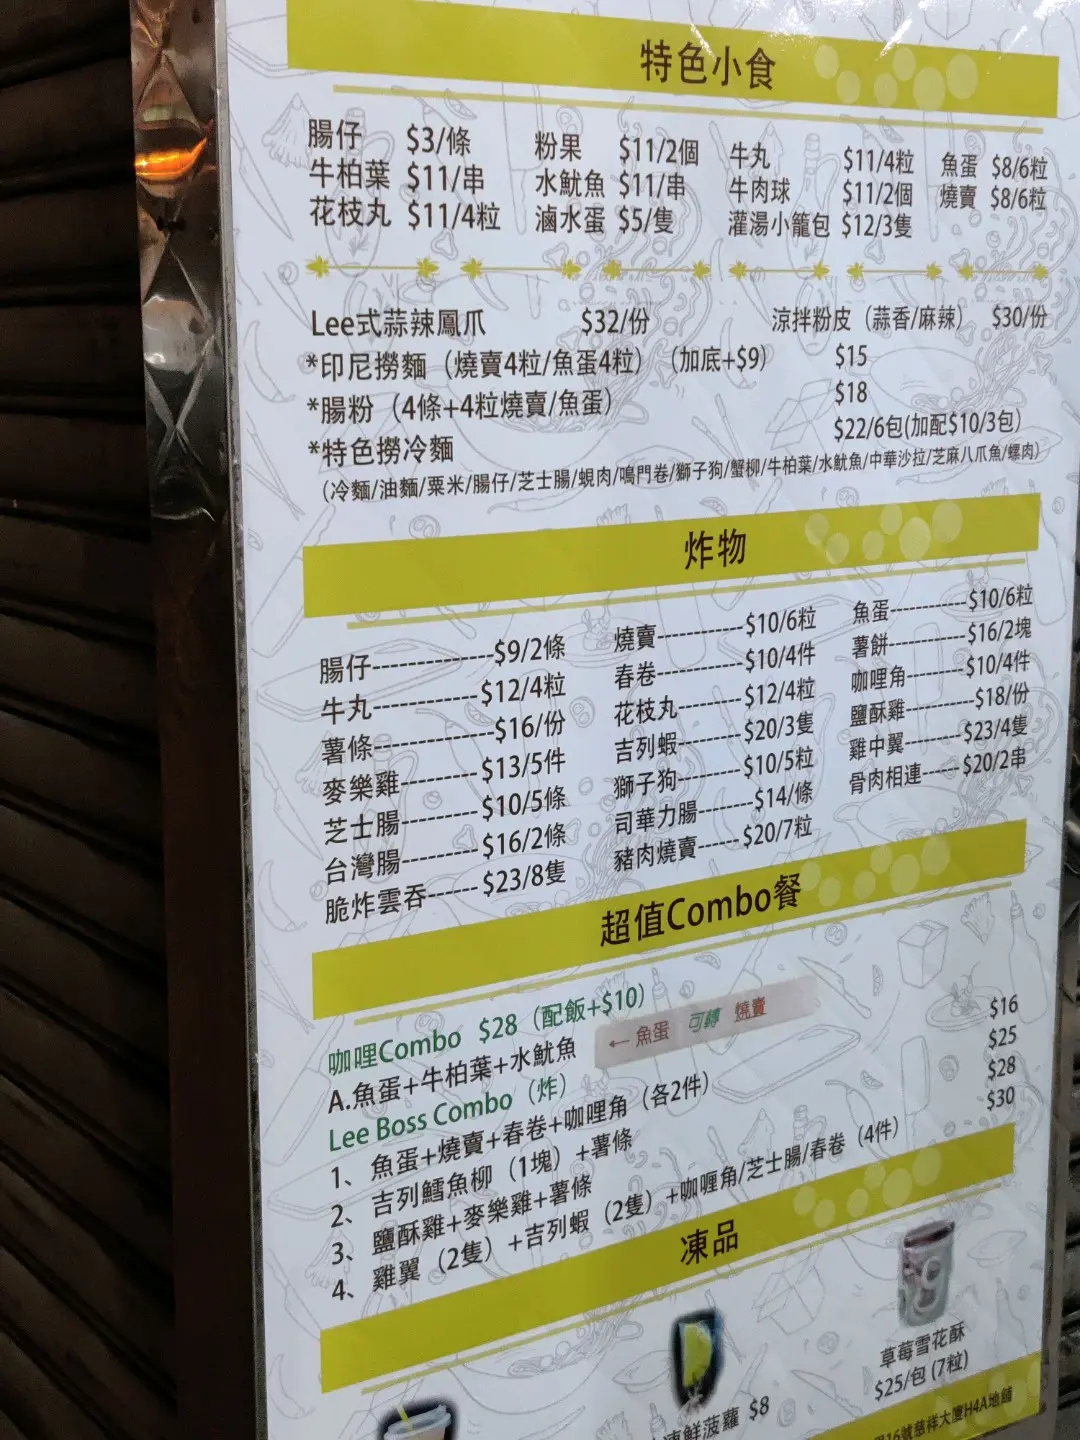 特色小食
腸仔 $3/條 粉果 $11/2個 牛丸 $11/4粒 魚蛋 $8/6粒
牛柏葉 $11/串 水魷魚 $11/串 牛肉球 $11/2個 燒賣 $8/6粒
花枝丸 $11/4粒 滷水蛋 $5/隻 灌湯小籠包 $12/3隻
Lee式蒜辣鳳爪 $32/份 涼拌粉皮（蒜香/麻辣） $30/份
*印尼撈麵（燒賣4粒/魚蛋4粒）（加底+$9） $15
*腸粉（4條+4粒燒賣/魚蛋） $18
*特色撈冷麵 $22/6包(加配$10/3包)
（冷麵/油麵/粟米/腸仔/芝士腸/蜆肉/鳴門卷/獅子狗/蟹柳/牛柏葉/水魷魚/中華沙拉/芝麻八爪魚/螺肉）
炸物
腸仔--------------$9/2條 燒賣-----------$10/6粒 魚蛋----------$10/6粒
牛丸------------$12/4粒 春卷-----------$10/4件 薯餅----------$16/2塊
薯條--------------$16/份 花枝丸--------$12/4粒 咖喱角-------$10/4件
麥樂雞---------$13/5件 吉列蝦--------$20/3隻 鹽酥雞---------$18/份
芝士腸---------$10/5條 獅子狗--------$10/5粒 雞中翼-------$23/4隻
台灣腸---------$16/2條 司華力腸-------$14/條 骨肉相連-----$20/2串
脆炸雲吞------$23/8隻 豬肉燒賣-----$20/7粒
超值Combo餐
咖哩Combo $28（配飯+$10）
A.魚蛋+牛柏葉+水魷魚 ←魚蛋 可轉 燒賣
Lee Boss Combo（炸）
1、魚蛋+燒賣+春卷+咖哩角（各2件） $16
2、吉列鱈魚柳（1塊）+薯條 $25
3、鹽酥雞+麥樂雞+薯條 $28
4、雞翼（2隻）+吉列蝦（2隻）+咖喱角/芝士腸/春卷（4件） $30
凍品
草莓雪花酥
$25/包 (7粒)
凍鮮菠蘿 $8
16號慈祥大廈H4A地舖